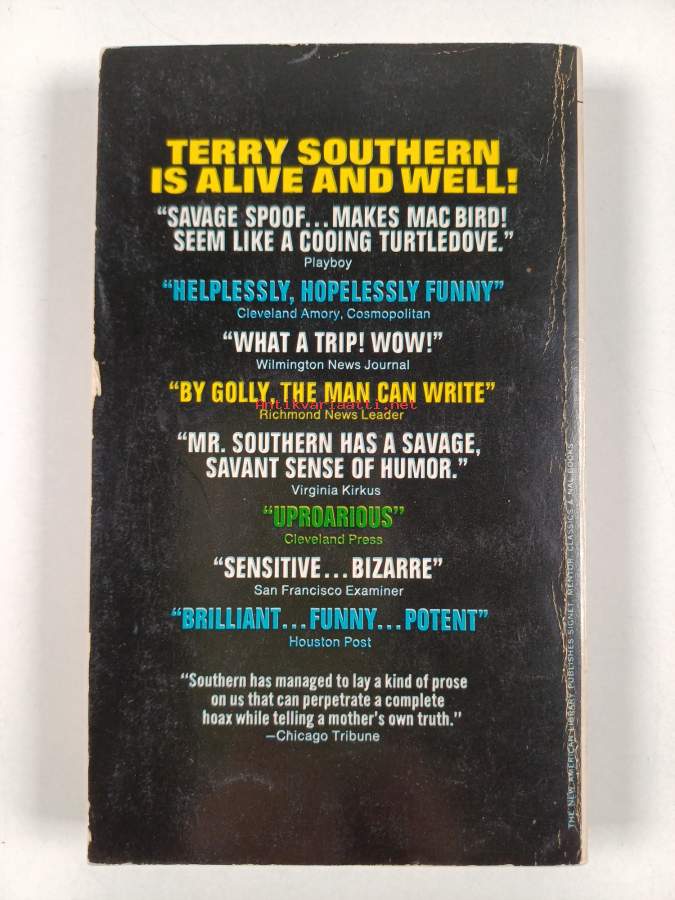 TERRY SOUTHERN
IS ALIVE AND WELL!
“SAVAGE SPOOF...MAKES MAC BIRD!
SEEM LIKE A COOING TURTLEDOVE.”
Playboy
“HELPLESSLY, HOPELESSLY FUNNY”
Cleveland Amory, Cosmopolitan
“WHAT A TRIP! WOW!”
Wilmington News Journal
“BY GOLLY, THE MAN CAN WRITE”
Antikvariaatti.net
Richmond News Leader
“MR. SOUTHERN HAS A SAVAGE,
SAVANT SENSE OF HUMOR.”
Virginia Kirkus
“UPROARIOUS”
Cleveland Press
“SENSITIVE...BIZARRE”
San Francisco Examiner
“BRILLIANT...FUNNY...POTENT”
Houston Post
“Southern has managed to lay a kind of prose
on us that can perpetrate a complete
hoax while telling a mother's own truth.”
—Chicago Tribune
THE NEW AMERICAN LIBRARY PUBLISHES SIGNET, MENTOR, CLASSICS & NAL BOOKS